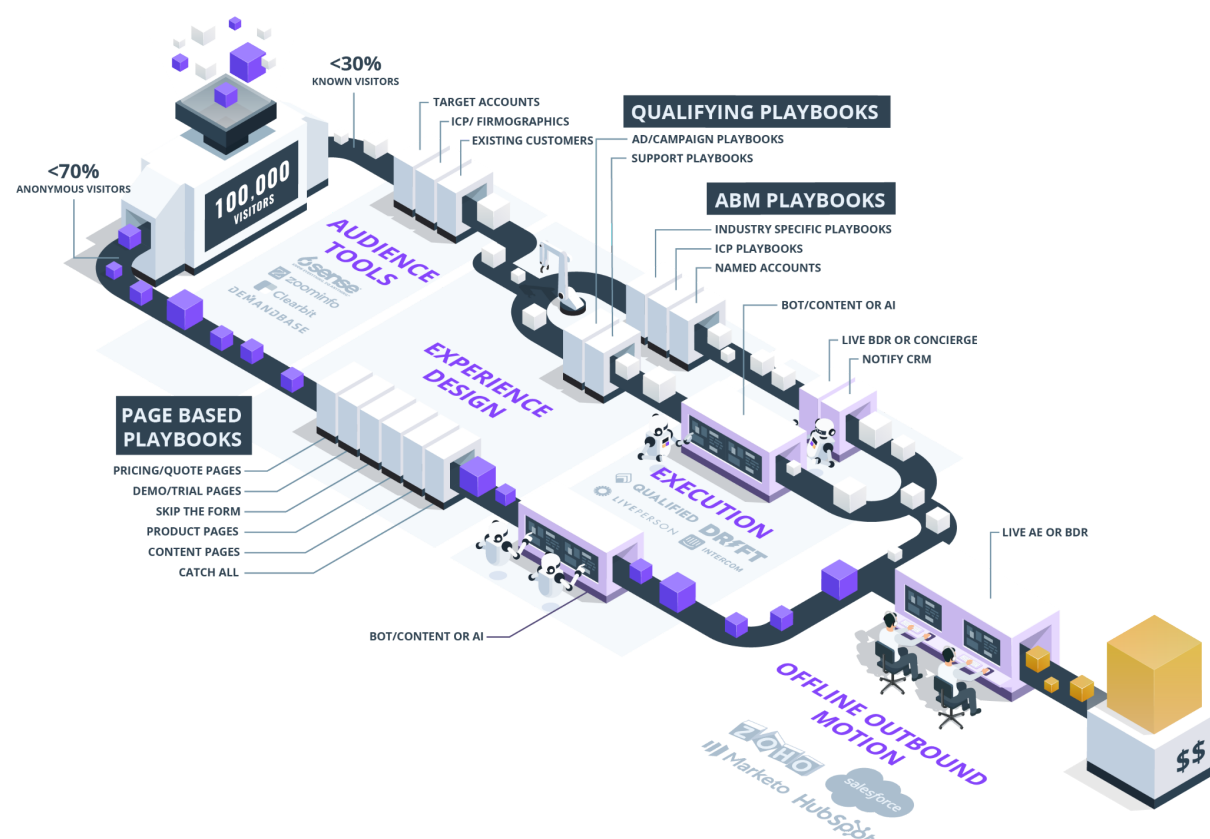 <30%
KNOWN VISITORS
<70%
ANONYMOUS VISITORS
100,000
VISITORS
TARGET ACCOUNTS
ICP/ FIRMOGRAPHICS
EXISTING CUSTOMERS
QUALIFYING PLAYBOOKS
AD/CAMPAIGN PLAYBOOKS
SUPPORT PLAYBOOKS
ABM PLAYBOOKS
INDUSTRY SPECIFIC PLAYBOOKS
ICP PLAYBOOKS
NAMED ACCOUNTS
BOT/CONTENT OR AI
LIVE BDR OR CONCIERGE
NOTIFY CRM
AUDIENCE
TOOLS
6sense
zoominfo
Clearbit
DEMANDBASE
EXPERIENCE
DESIGN
PAGE BASED
PLAYBOOKS
PRICING/QUOTE PAGES
DEMO/TRIAL PAGES
SKIP THE FORM
PRODUCT PAGES
CONTENT PAGES
CATCH ALL
EXECUTION
QUALIFIED
LIVEPERSON
DRIFT
INTERCOM
BOT/CONTENT OR AI
LIVE AE OR BDR
OFFLINE OUTBOUND
MOTION
ZOHO
Marketo
salesforce
HubSpot
$$